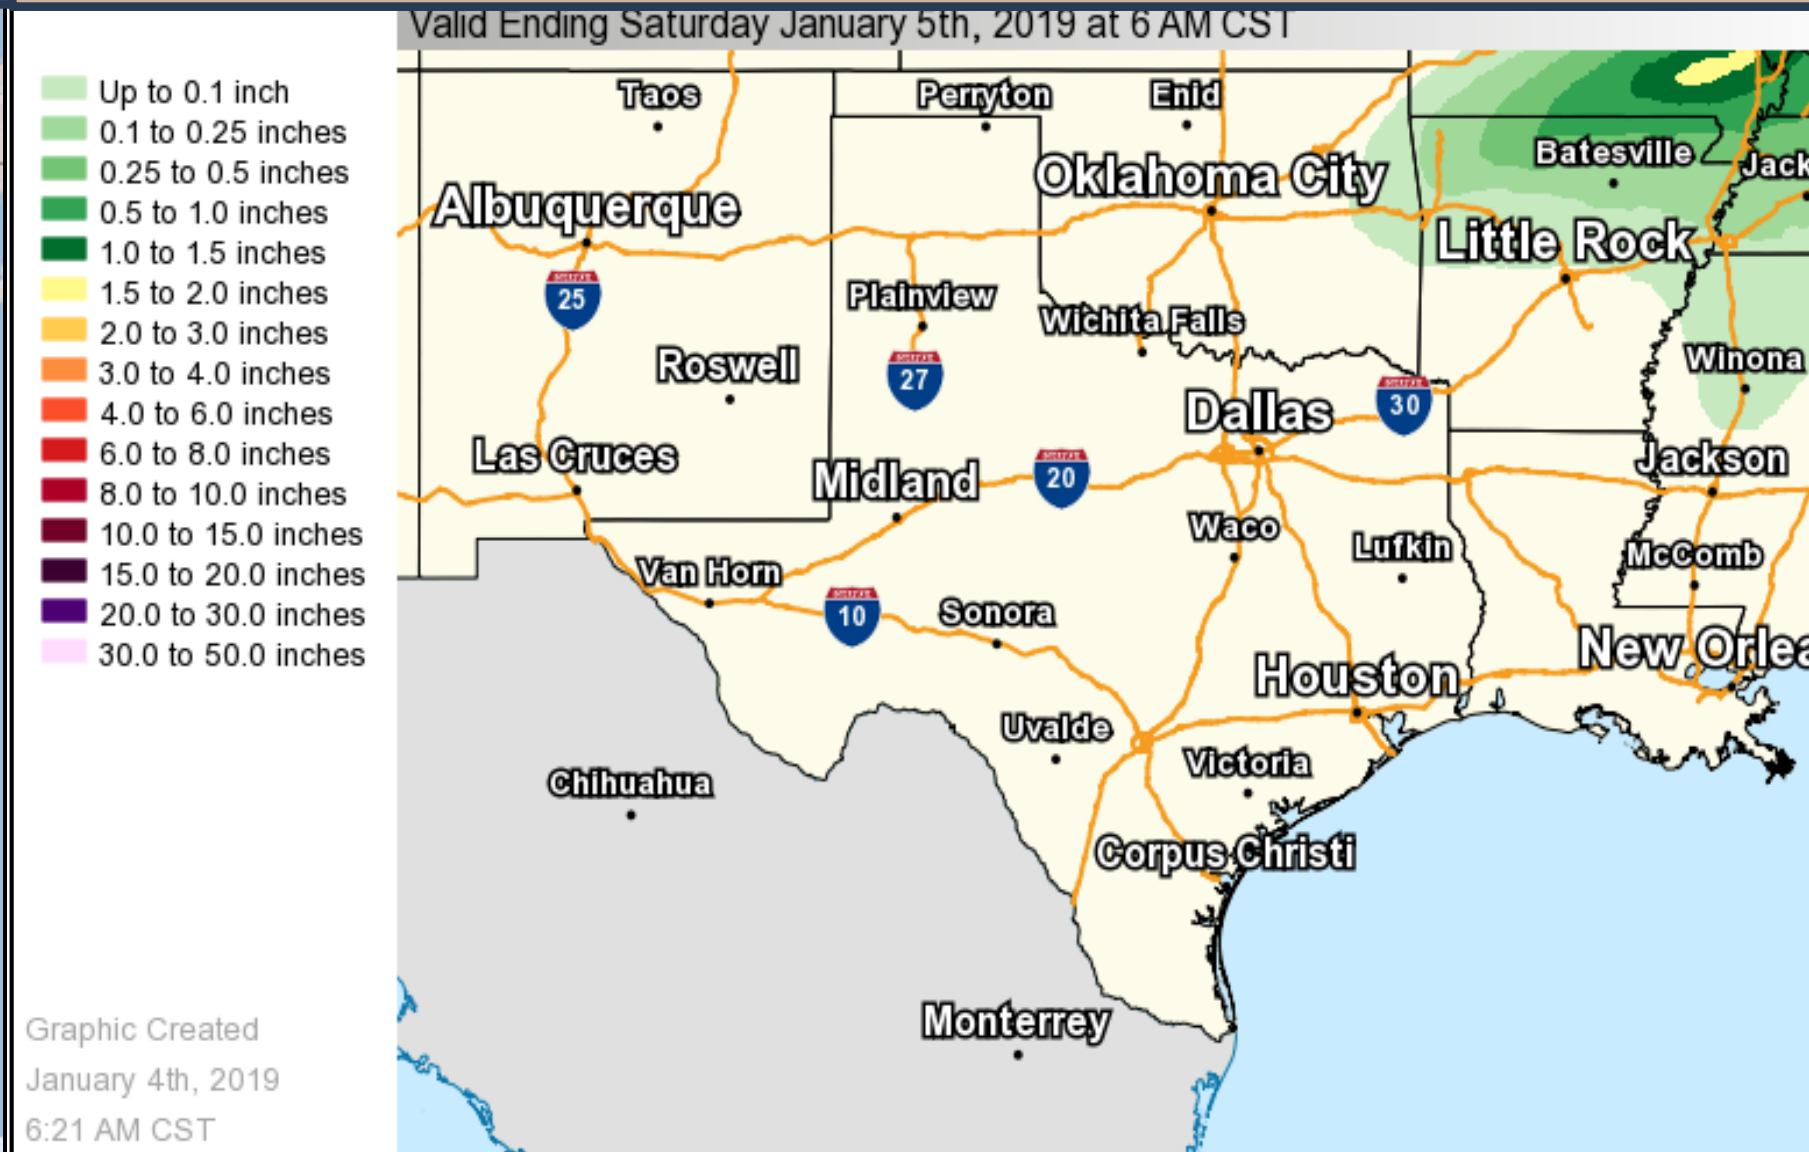 Valid Ending Saturday January 5th, 2019 at 6 AM CST
Up to 0.1 inch
0.1 to 0.25 inches
0.25 to 0.5 inches
0.5 to 1.0 inches
1.0 to 1.5 inches
1.5 to 2.0 inches
2.0 to 3.0 inches
3.0 to 4.0 inches
4.0 to 6.0 inches
6.0 to 8.0 inches
8.0 to 10.0 inches
10.0 to 15.0 inches
15.0 to 20.0 inches
20.0 to 30.0 inches
30.0 to 50.0 inches
Graphic Created
January 4th, 2019
6:21 AM CST
Taos
Perryton
Enid
Batesville
Jack
Oklahoma City
Albuquerque
Little Rock
25
Plainview
Wichita Falls
Roswell
27
Winona
30
Dallas
Las Cruces
Midland
20
Jackson
Waco
Lufkin
McComb
Van Horn
10
Sonora
New Orlea
Houston
Uvalde
Victoria
Chihuahua
Corpus Christi
Monterrey